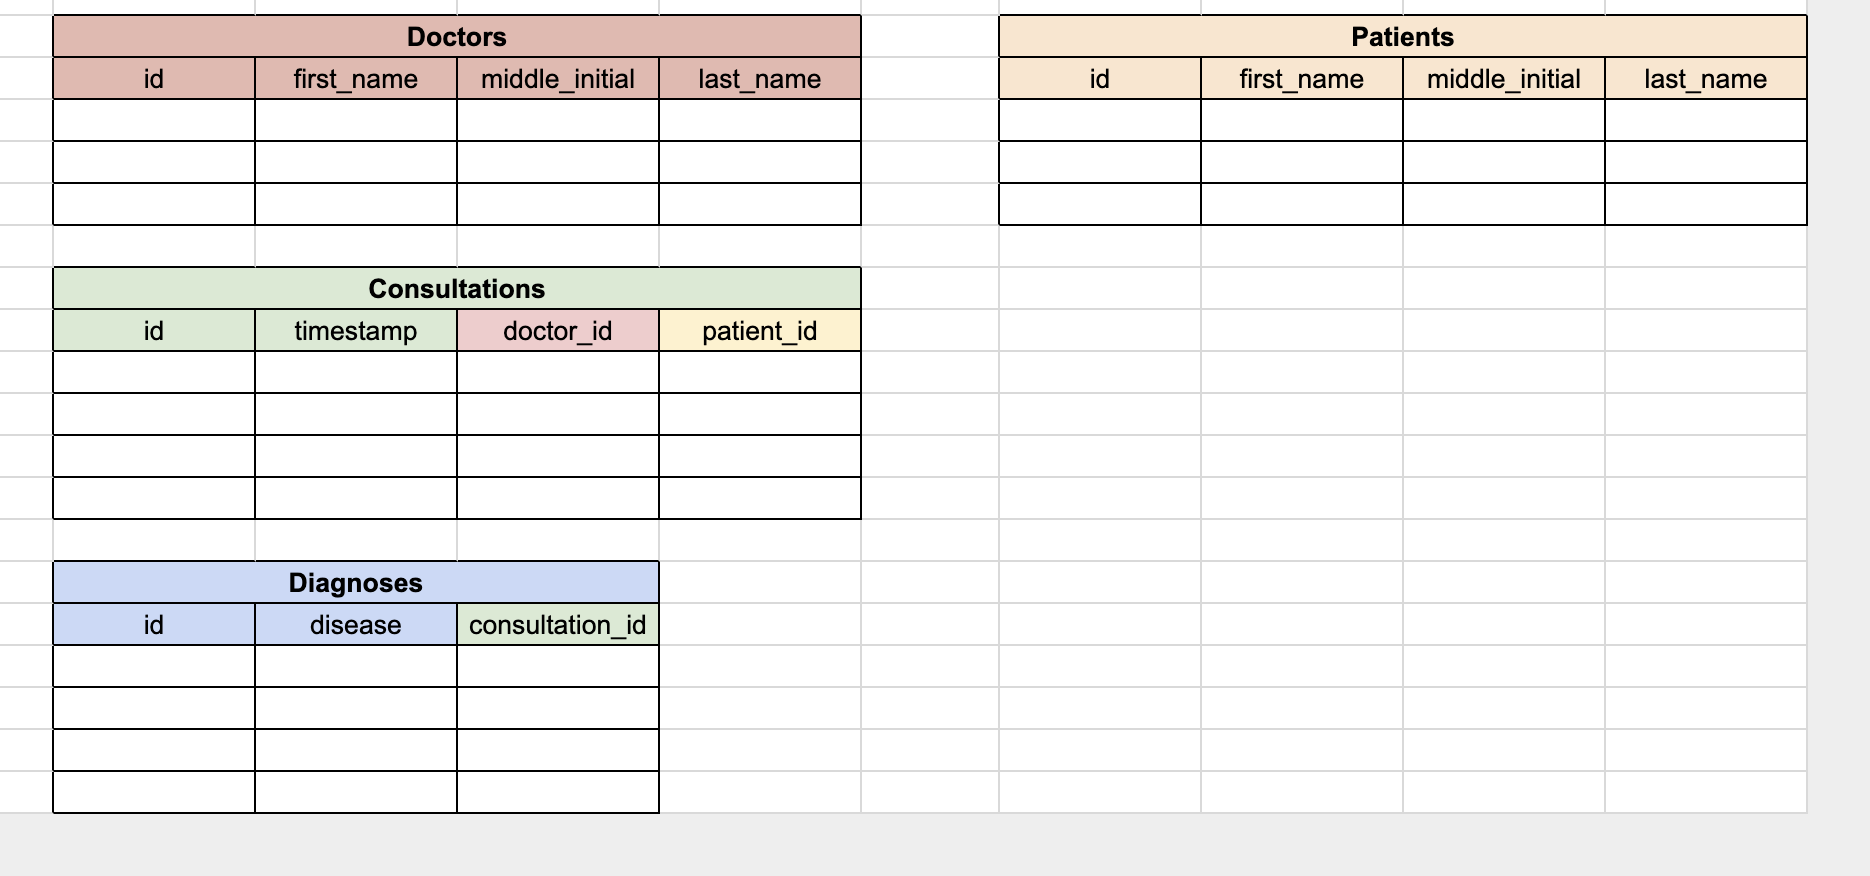 Doctors
id first_name middle_initial last_name
Patients
id first_name middle_initial last_name
Consultations
id timestamp doctor_id patient_id
Diagnoses
id disease consultation_id